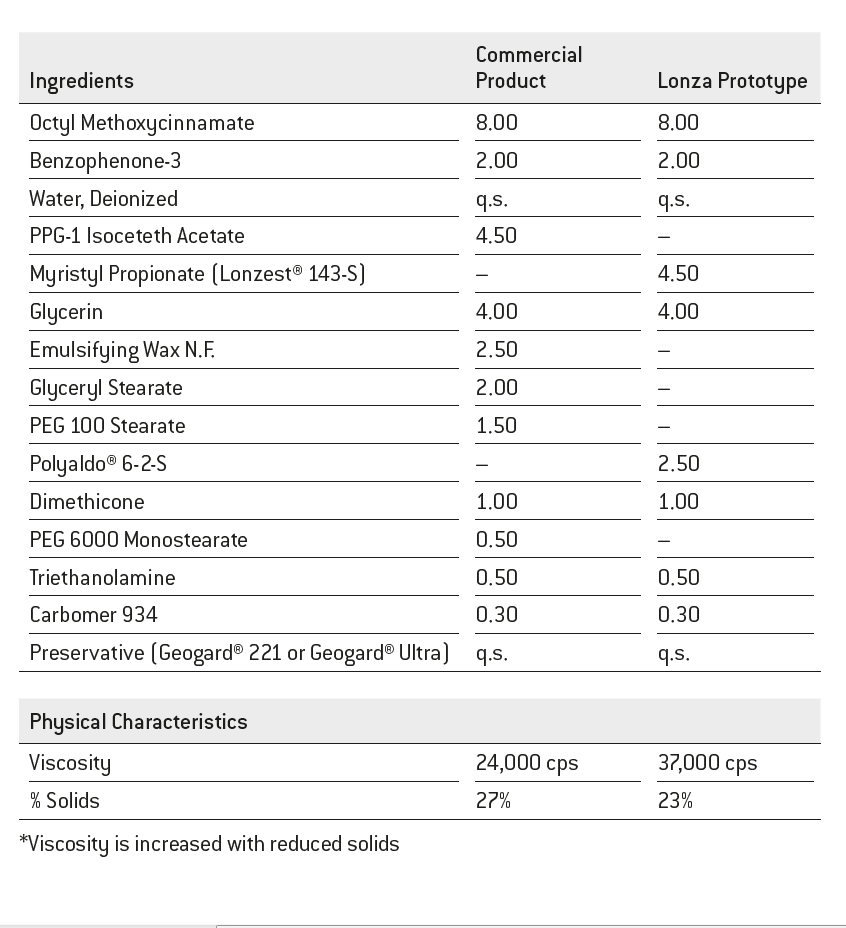 Ingredients Commercial Product Lonza Prototype
Octyl Methoxycinnamate 8.00 8.00
Benzophenone-3 2.00 2.00
Water, Deionized q.s. q.s.
PPG-1 Isoceteth Acetate 4.50 –
Myristyl Propionate (Lonzest® 143-S) – 4.50
Glycerin 4.00 4.00
Emulsifying Wax N.F. 2.50 –
Glyceryl Stearate 2.00 –
PEG 100 Stearate 1.50 –
Polyaldo® 6-2-S – 2.50
Dimethicone 1.00 1.00
PEG 6000 Monostearate 0.50 –
Triethanolamine 0.50 0.50
Carbomer 934 0.30 0.30
Preservative (Geogard® 221 or Geogard® Ultra) q.s. q.s.
Physical Characteristics
Viscosity 24,000 cps 37,000 cps
% Solids 27% 23%
*Viscosity is increased with reduced solids